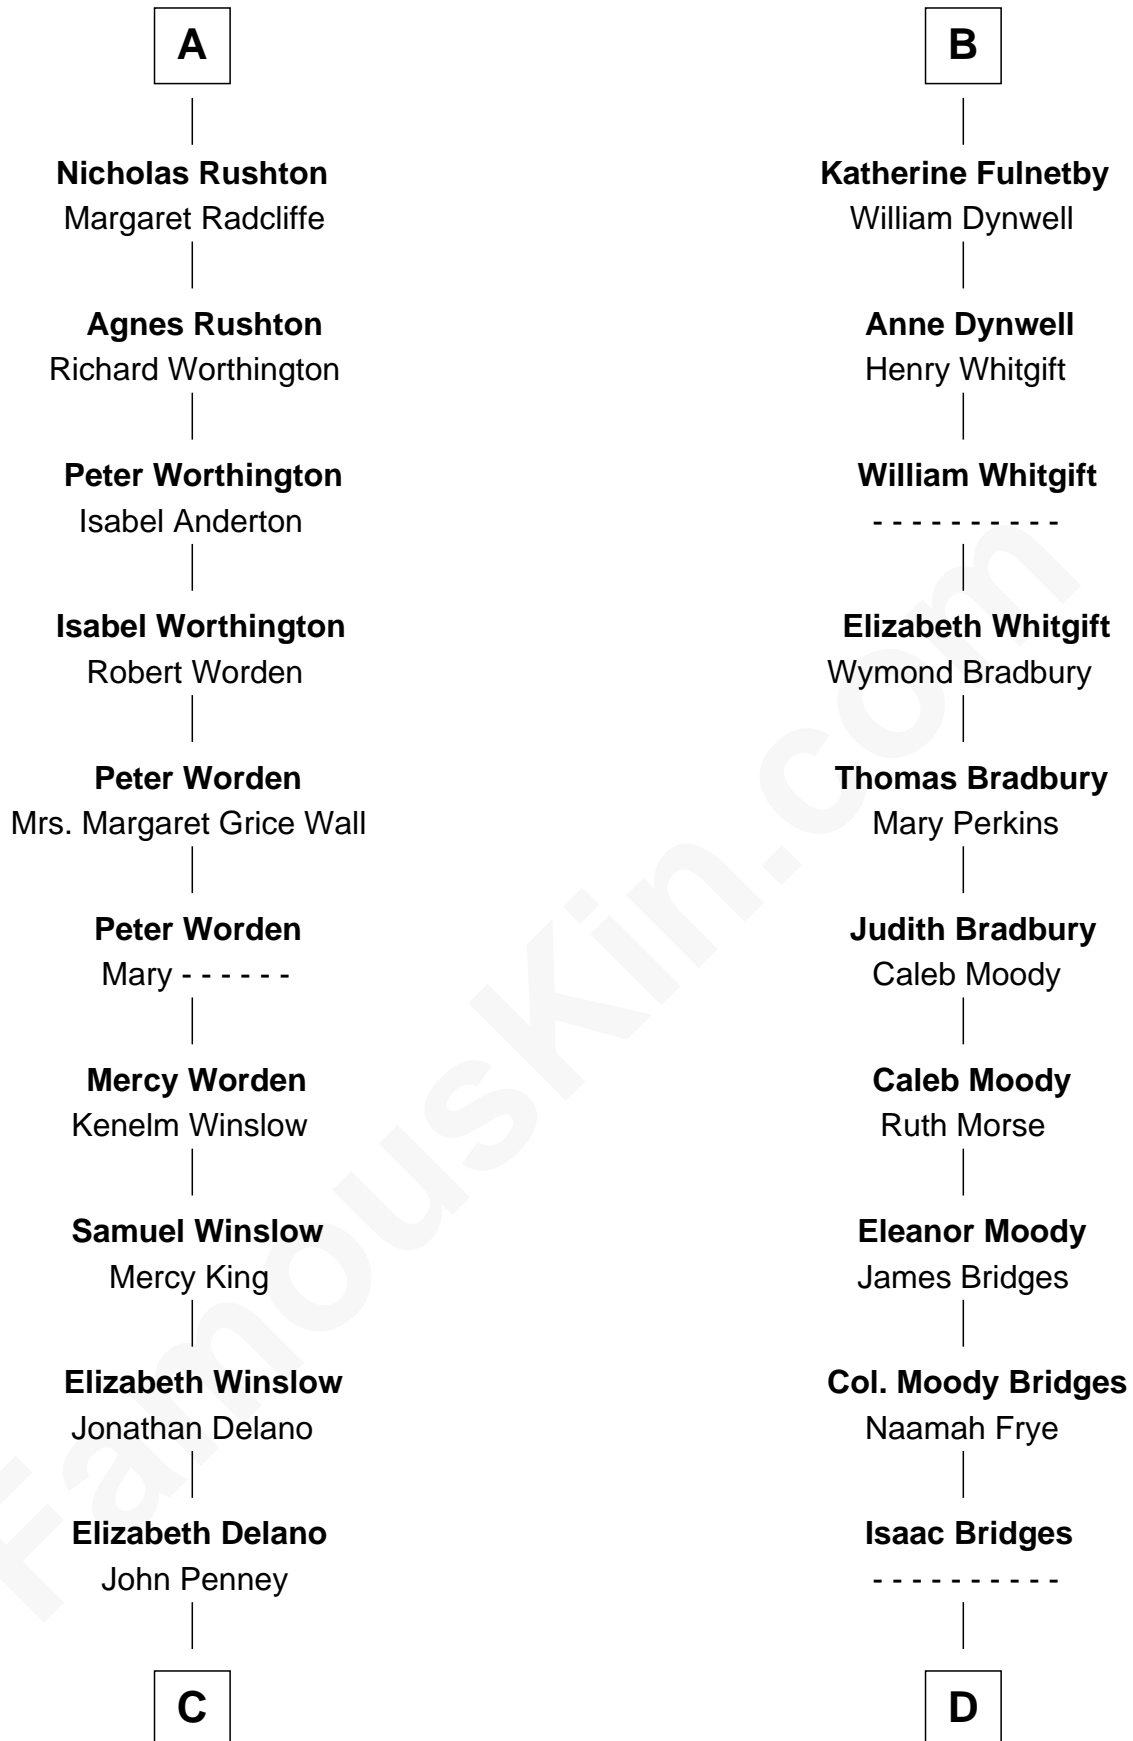 A
Nicholas Rushton
Margaret Radcliffe
Agnes Rushton
Richard Worthington
Peter Worthington
Isabel Anderton
Isabel Worthington
Robert Worden
Peter Worden
Mrs. Margaret Grice Wall
Peter Worden
Mary - - - - - -
Mercy Worden
Kenelm Winslow
Samuel Winslow
Mercy King
Elizabeth Winslow
Jonathan Delano
Elizabeth Delano
John Penney
C
B
Katherine Fulnetby
William Dynwell
Anne Dynwell
Henry Whitgift
William Whitgift
- - - - - - - - - -
Elizabeth Whitgift
Wymond Bradbury
Thomas Bradbury
Mary Perkins
Judith Bradbury
Caleb Moody
Caleb Moody
Ruth Morse
Eleanor Moody
James Bridges
Col. Moody Bridges
Naamah Frye
Isaac Bridges
- - - - - - - - - -
D
FamousKin.com